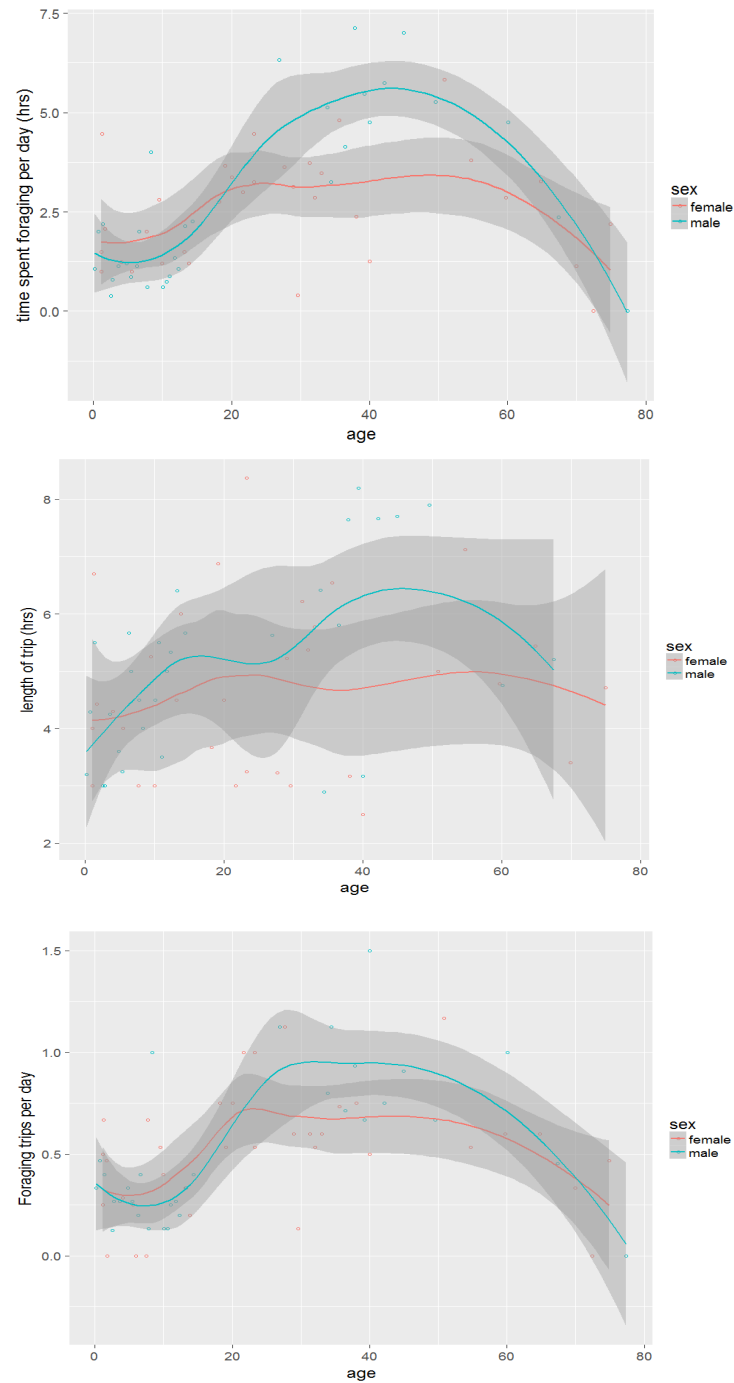 7.5
5.0
2.5
0.0
time spent foraging per day (hrs)
0 20 40 60 80
age
sex
female
male
8
6
4
2
length of trip (hrs)
0 20 40 60 80
age
sex
female
male
1.5
1.0
0.5
0.0
Foraging trips per day
0 20 40 60 80
age
sex
female
male